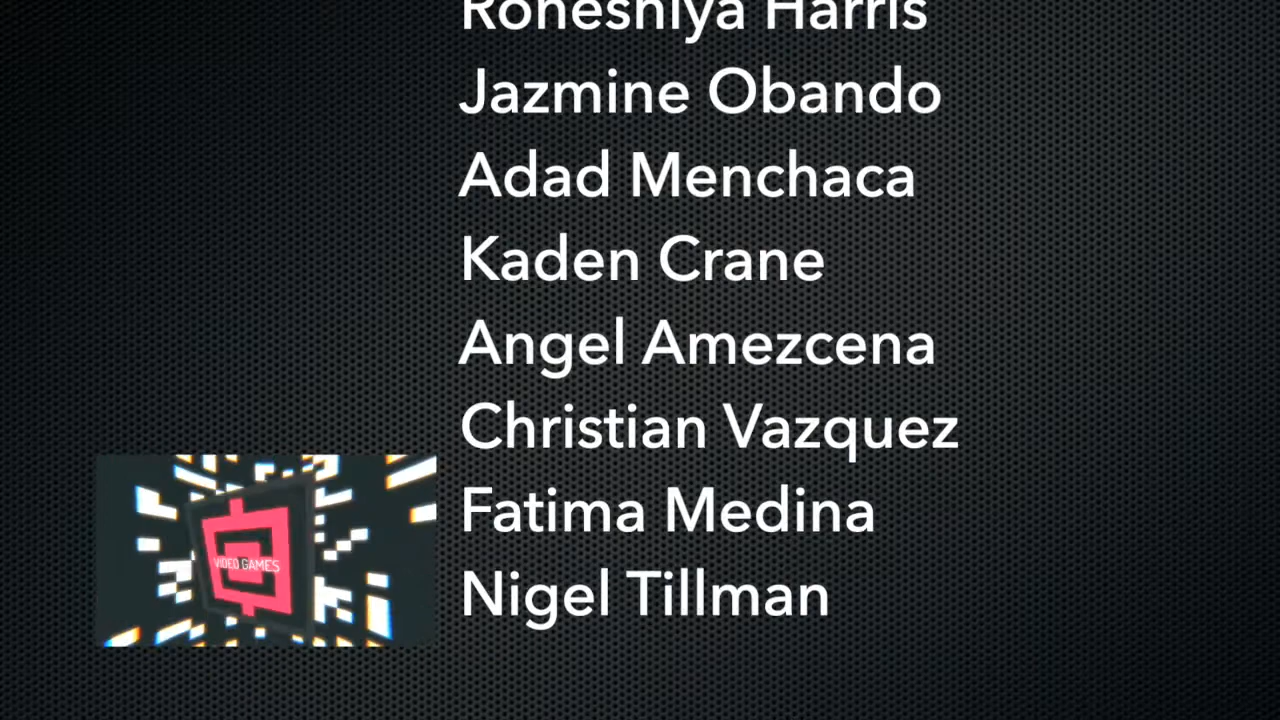 Roneshiya Harris
Jazmine Obando
Adad Menchaca
Kaden Crane
Angel Amezcena
Christian Vazquez
Fatima Medina
VIDEO GAMES
Nigel Tillman